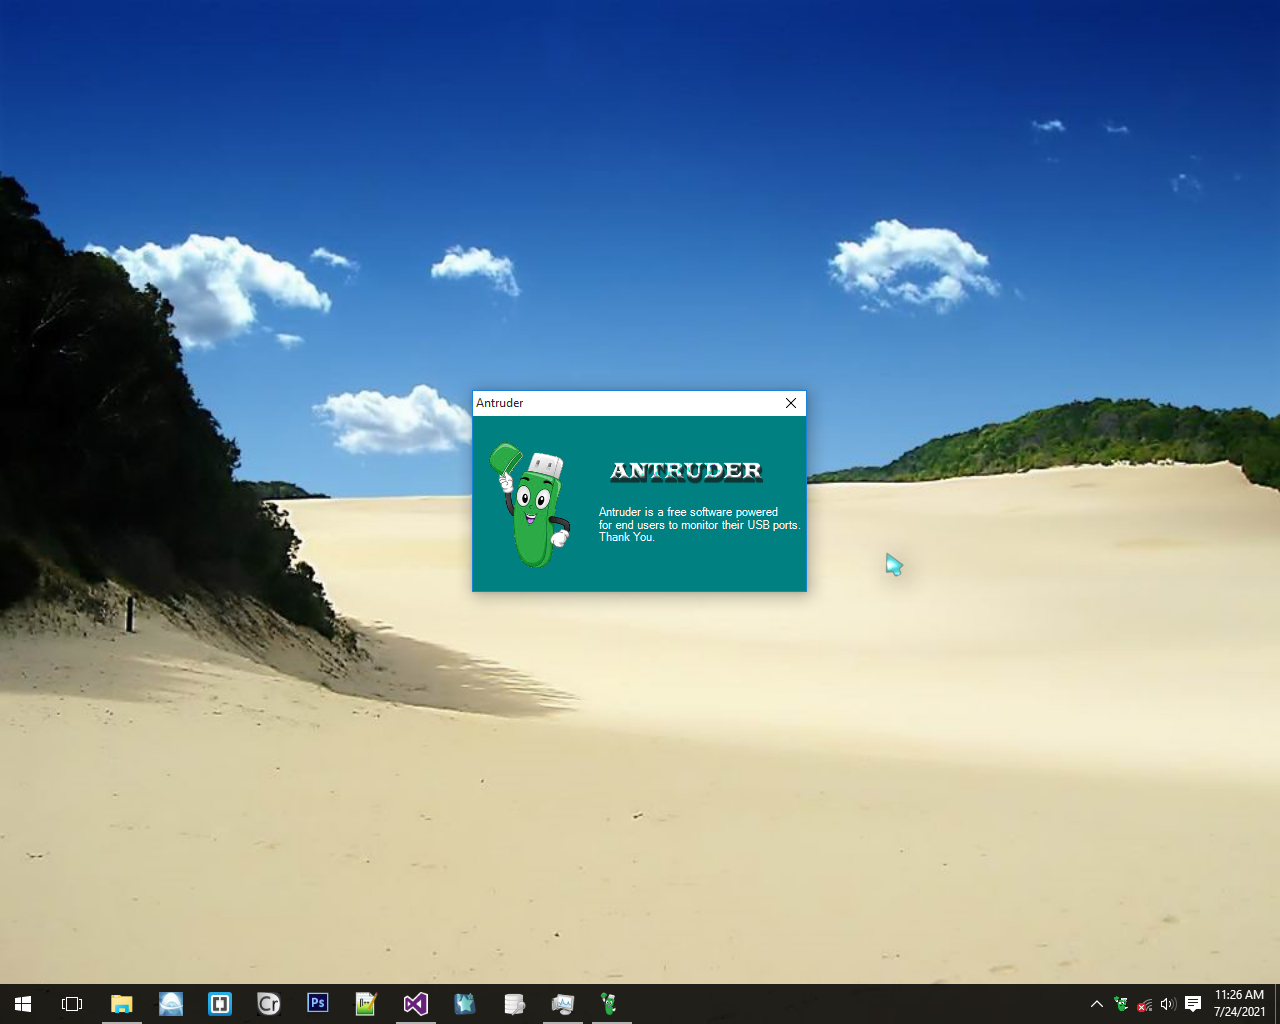 Antruder
ANTRUDER
Antruder is a free software powered
for end users to monitor their USB ports.
Thank You.
Cr
Ps
11:26 AM
7/24/2021